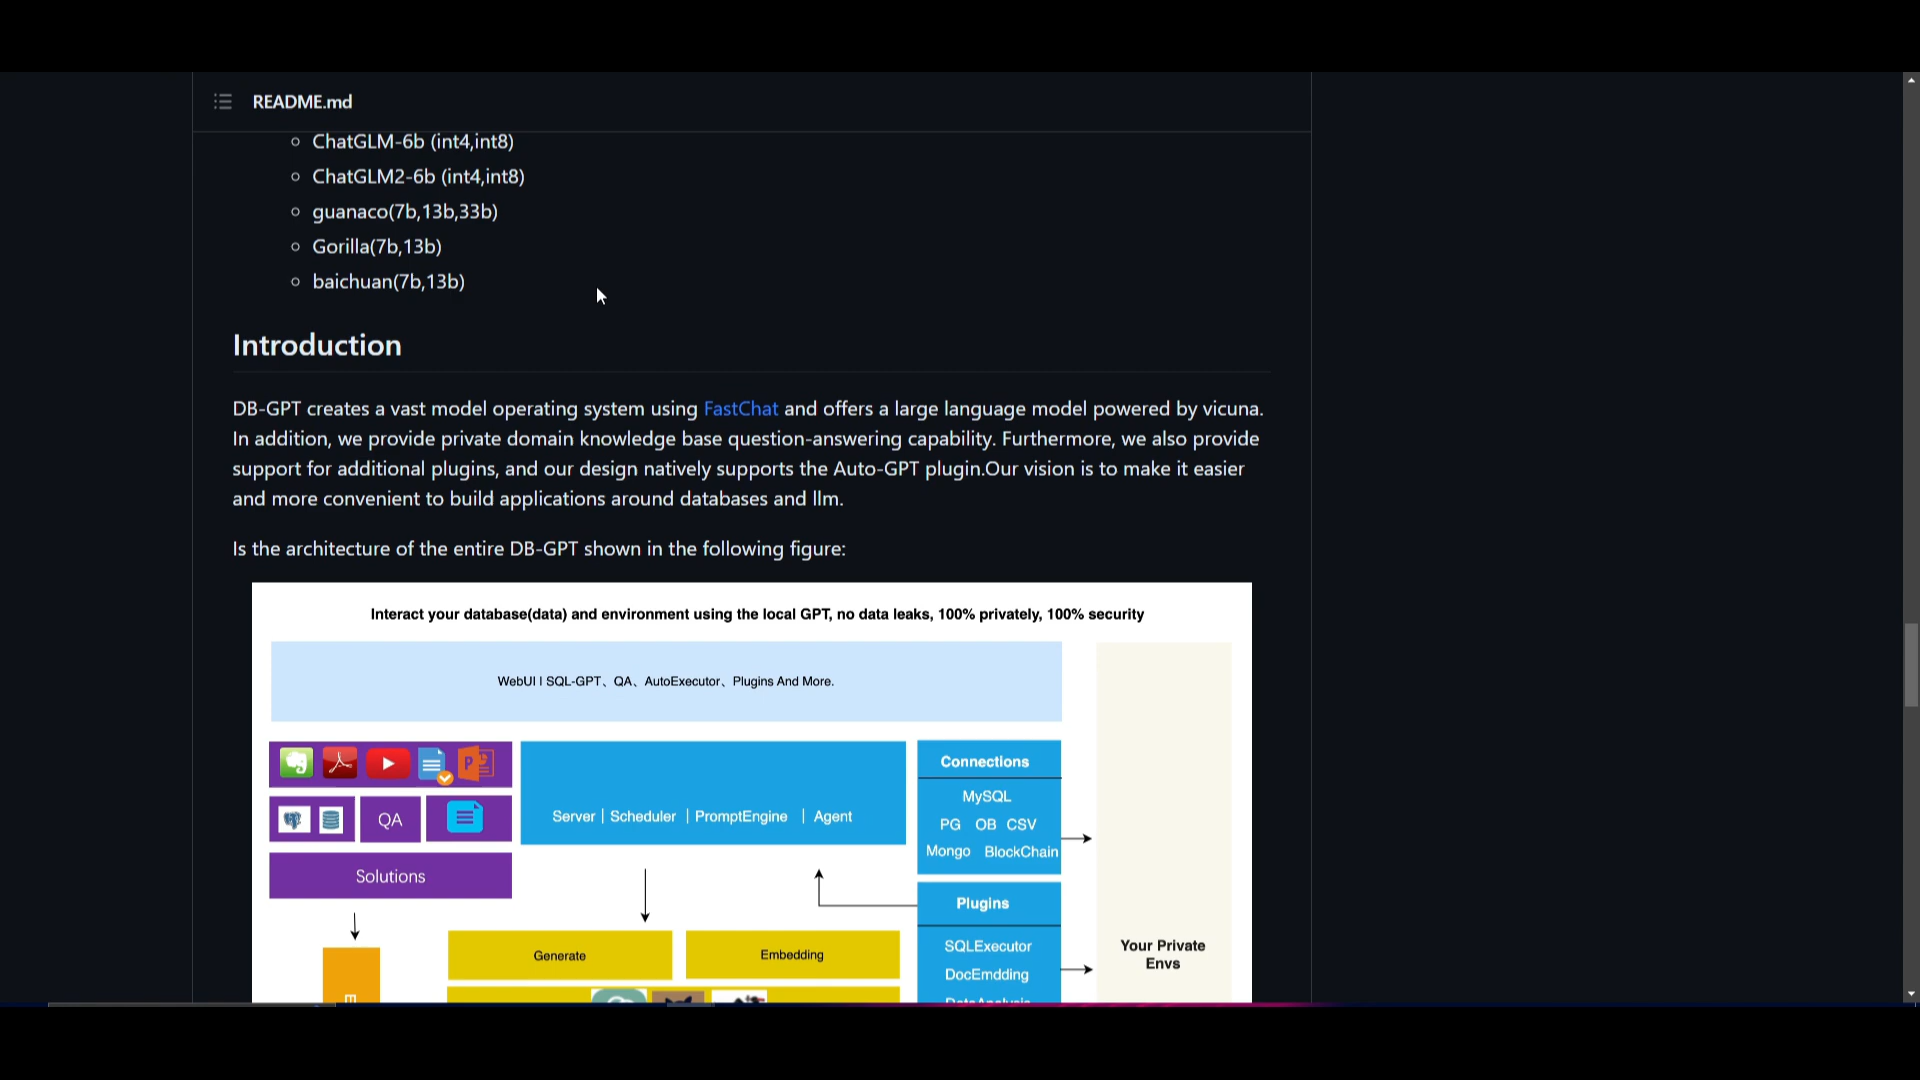 README.md
ChatGLM-6b (int4,int8)
ChatGLM2-6b (int4,int8)
guanaco(7b,13b,33b)
Gorilla(7b,13b)
baichuan(7b,13b)
Introduction
DB-GPT creates a vast model operating system using FastChat and offers a large language model powered by vicuna.
In addition, we provide private domain knowledge base question-answering capability. Furthermore, we also provide
support for additional plugins, and our design natively supports the Auto-GPT plugin.Our vision is to make it easier
and more convenient to build applications around databases and llm.
Is the architecture of the entire DB-GPT shown in the following figure:
Interact your database(data) and environment using the local GPT, no data leaks, 100% privately, 100% security
WebUI | SQL-GPT、QA、AutoExecutor、Plugins And More.
P
QA
Solutions
Server | Scheduler | PromptEngine | Agent
Connections
MySQL
PG OB CSV
Mongo BlockChain
Plugins
SQLExecutor
DocEmdding
DataAnalysis
Generate
Embedding
Your Private
Envs